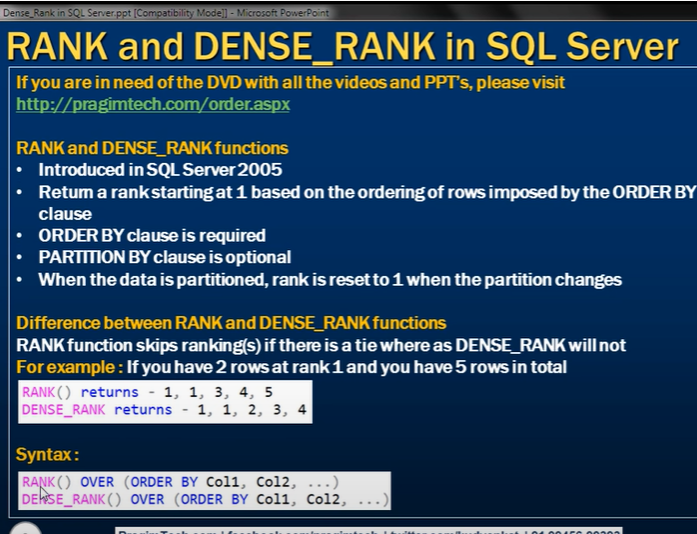 Dense_Rank in SQL Server.ppt [Compatibility Mode]] - Microsoft PowerPoint
RANK and DENSE_RANK in SQL Server
If you are in need of the DVD with all the videos and PPT's, please visit
http://pragimtech.com/order.aspx
RANK and DENSE_RANK functions
• Introduced in SQL Server 2005
• Return a rank starting at 1 based on the ordering of rows imposed by the ORDER BY
clause
• ORDER BY clause is required
• PARTITION BY clause is optional
• When the data is partitioned, rank is reset to 1 when the partition changes
Difference between RANK and DENSE_RANK functions
RANK function skips ranking(s) if there is a tie where as DENSE_RANK will not
For example : If you have 2 rows at rank 1 and you have 5 rows in total
RANK() returns - 1, 1, 3, 4, 5
DENSE_RANK returns - 1, 1, 2, 3, 4
Syntax :
RANK() OVER (ORDER BY Col1, Col2, ...)
DENSE_RANK() OVER (ORDER BY Col1, Col2, ...)